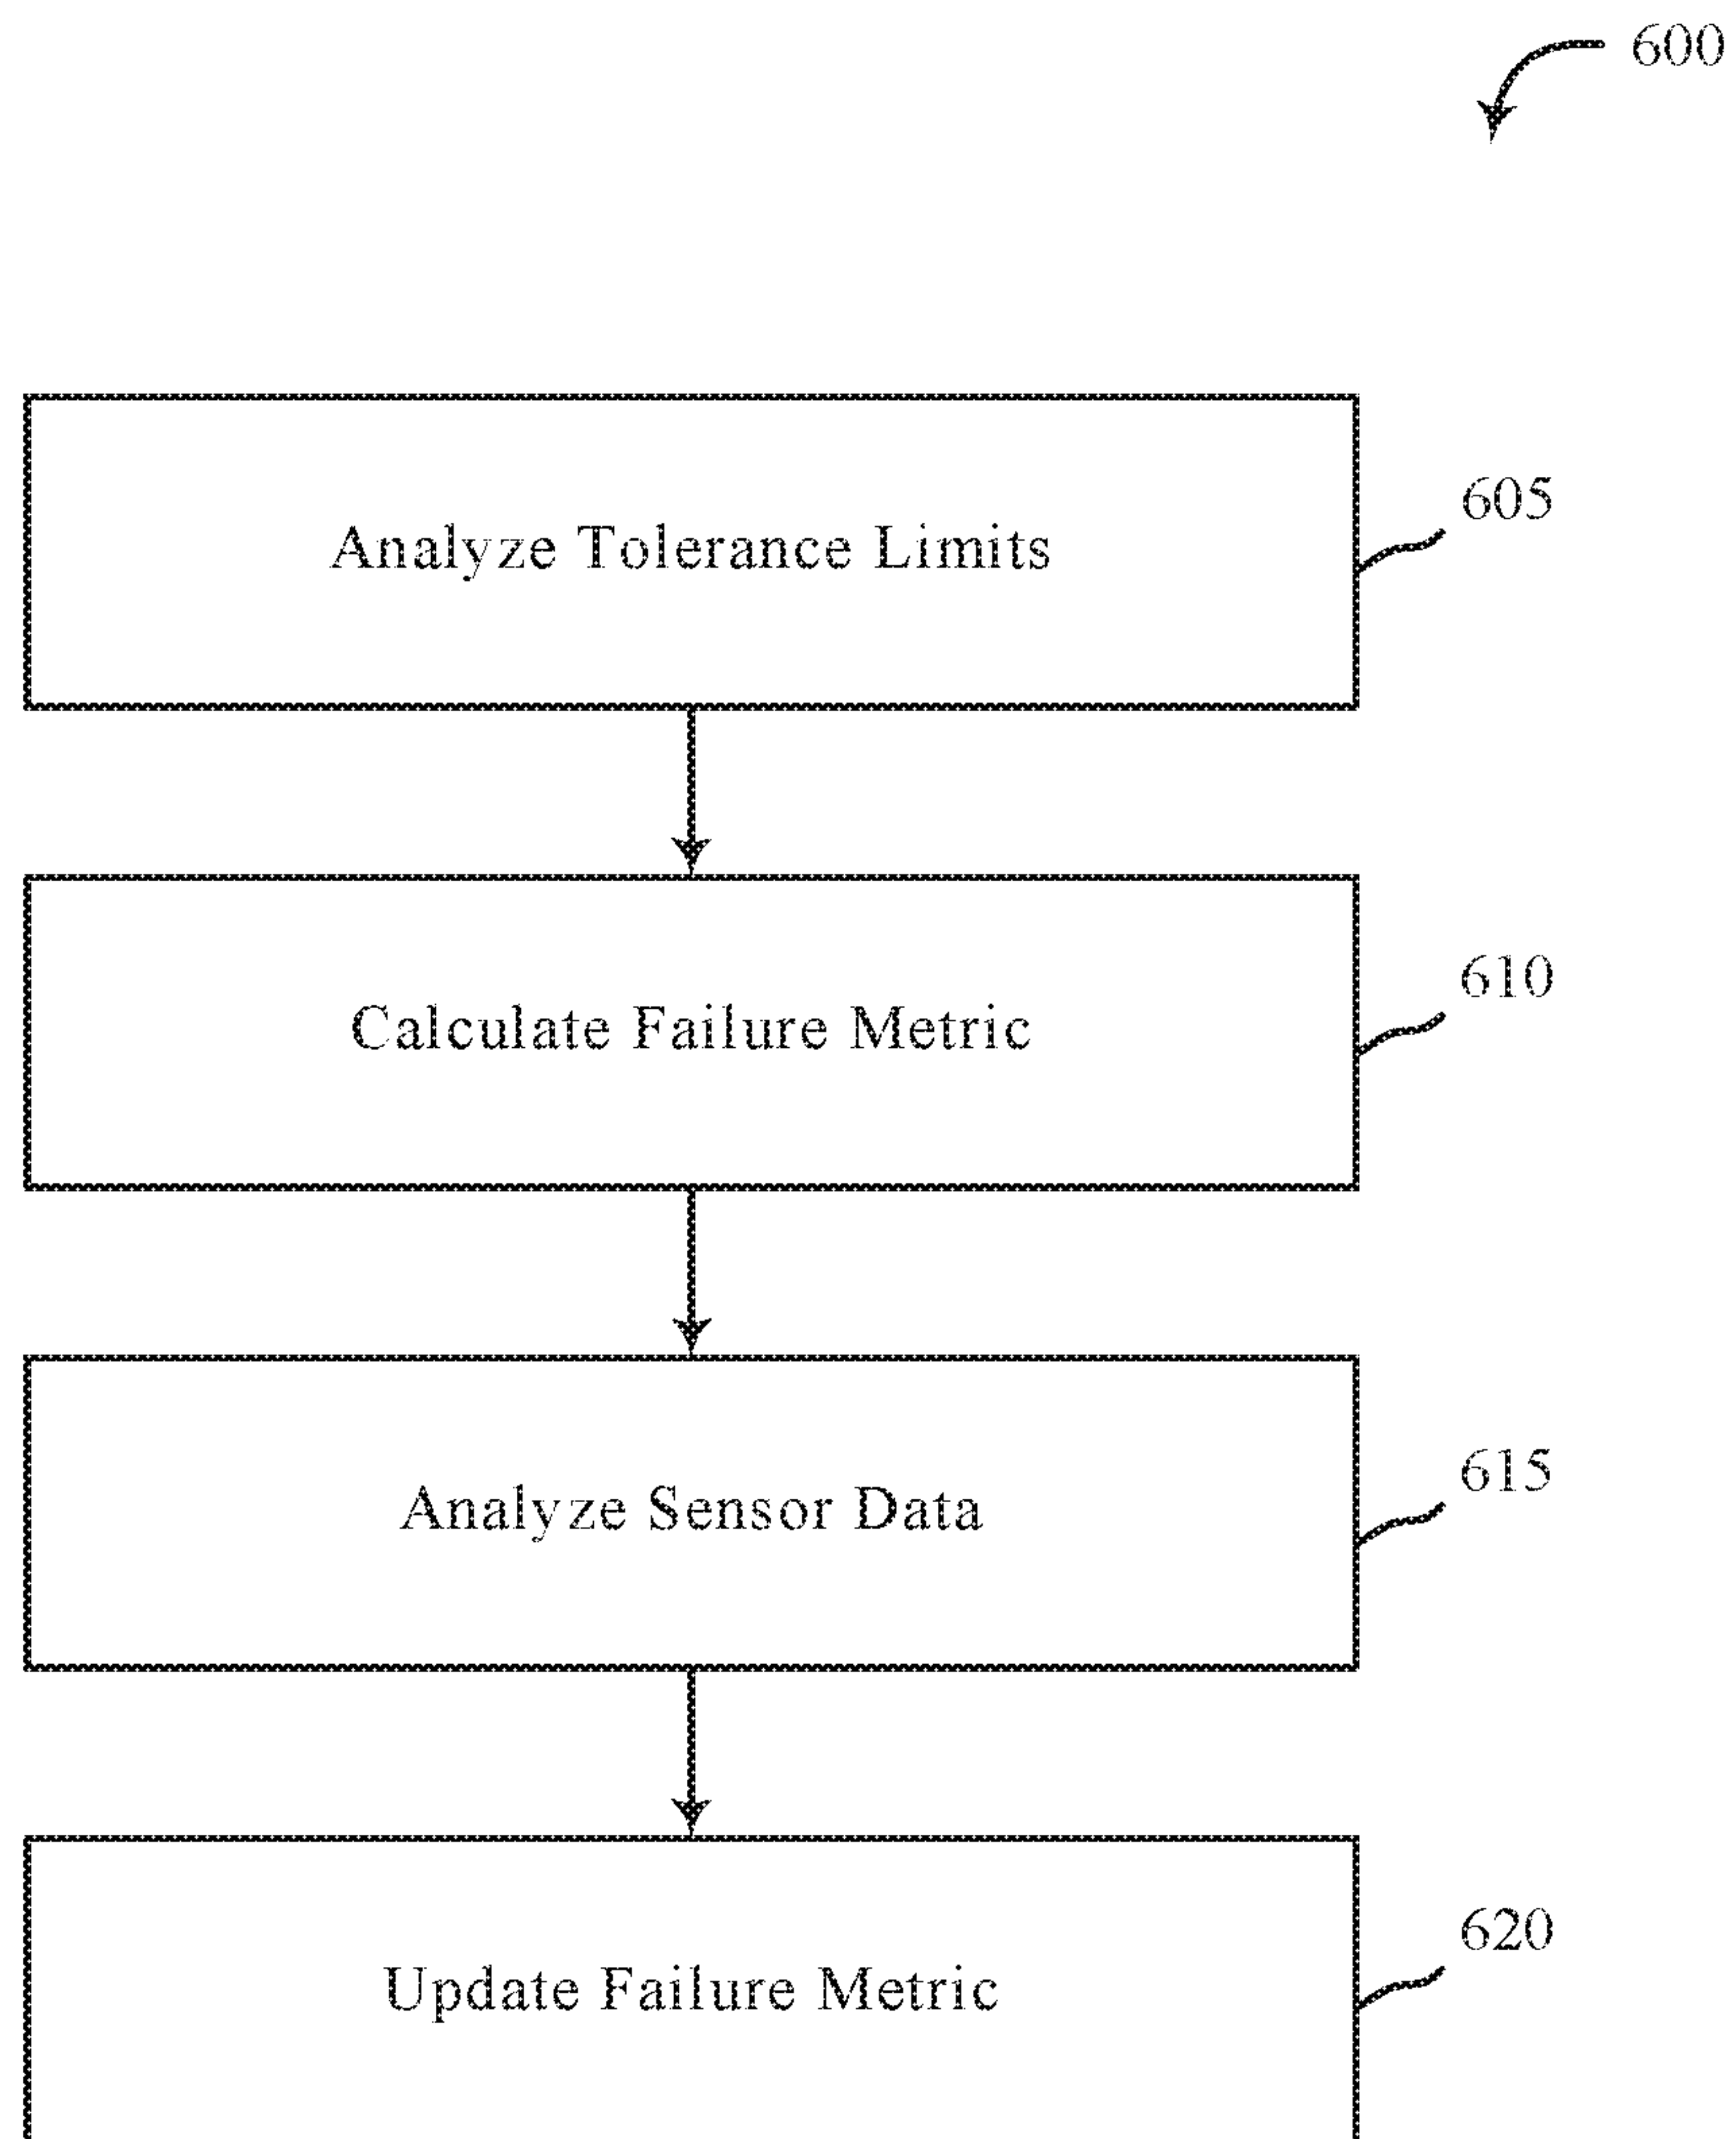 600
Analyze Tolerance Limits
605
Calculate Failure Metric
610
Analyze Sensor Data
615
Update Failure Metric
620